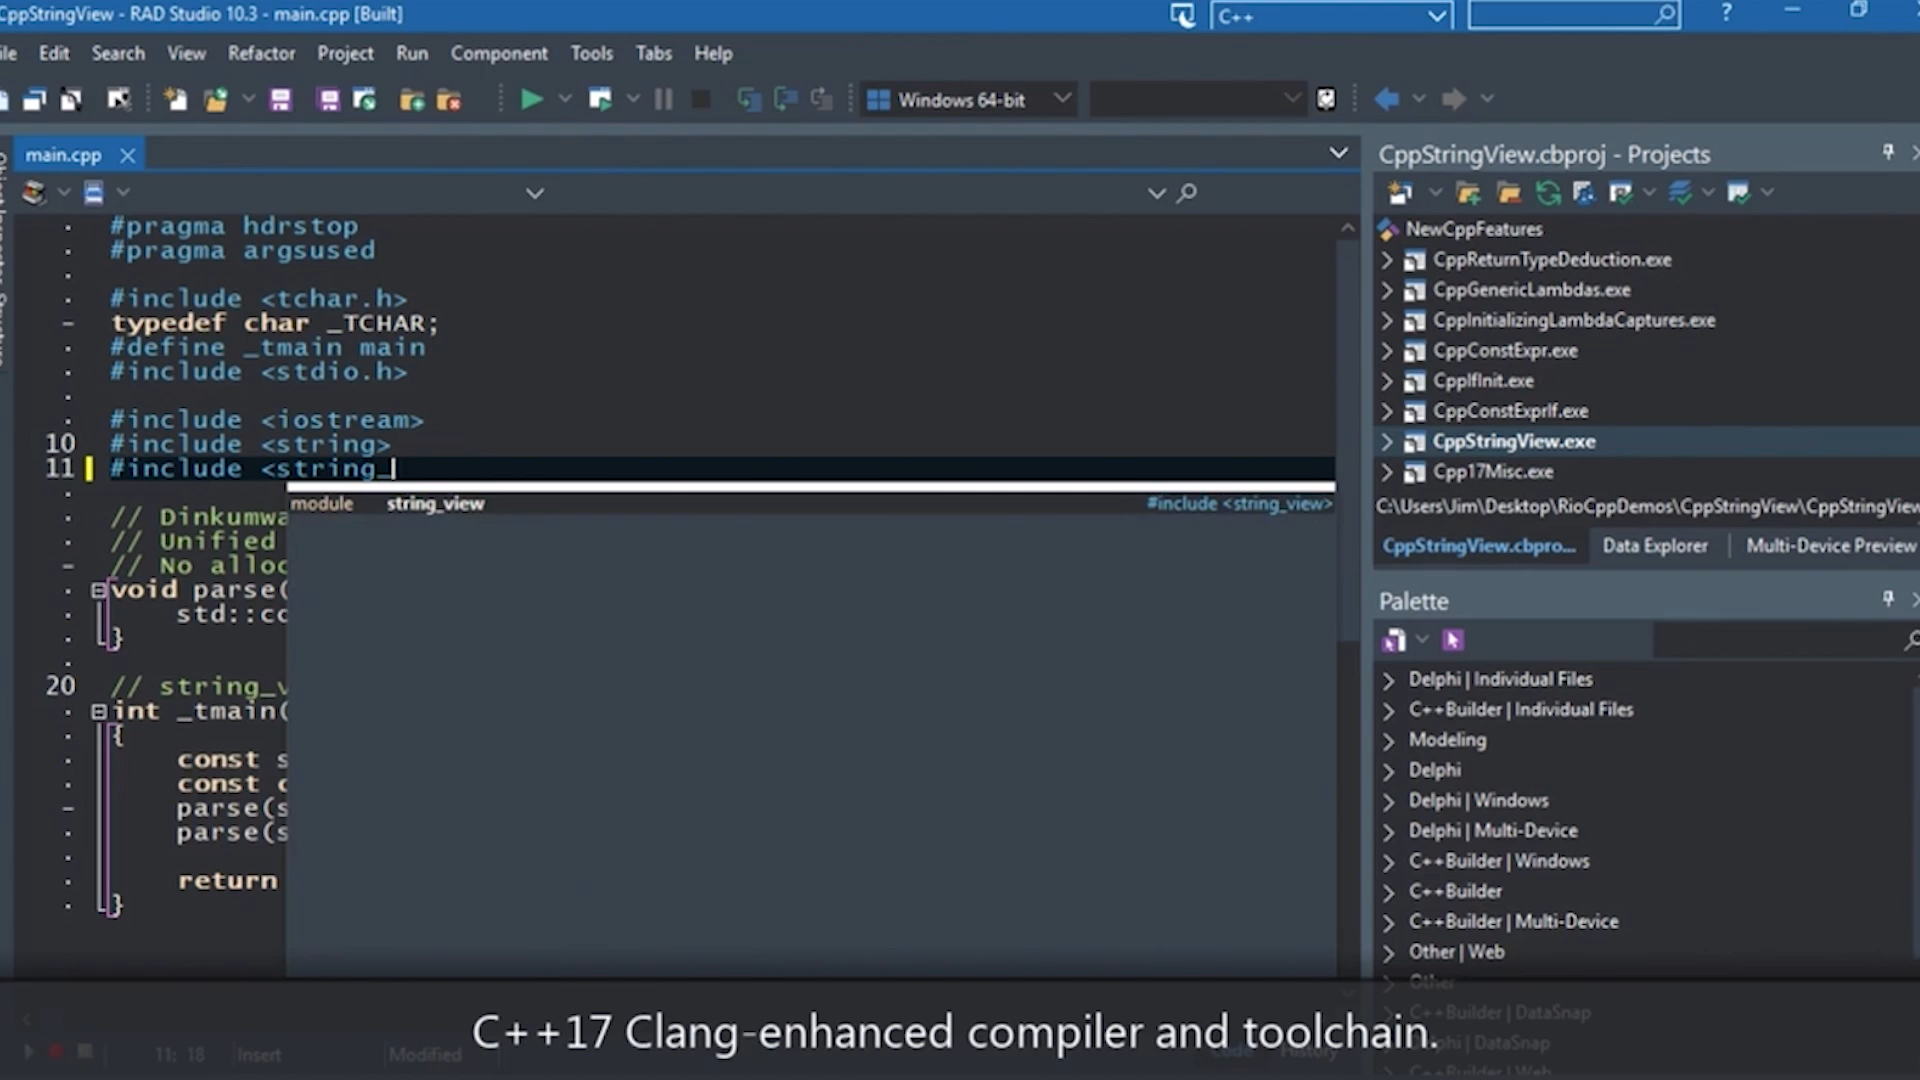 CppStringView - RAD Studio 10.3 - main.cpp [Built]
C++
?
Edit Search View Refactor Project Run Component Tools Tabs Help
Windows 64-bit
main.cpp
#pragma hdrstop
#pragma argsused
#include <tchar.h>
typedef char _TCHAR;
#define _tmain main
#include <stdio.h>
#include <iostream>
10 #include <string>
11 #include <string_
module string_view #include <string_view>
// Dinkumwa
// Unified
// No alloc
void parse(
std::co
}
20 // string_v
int _tmain(
{
const s
const c
parse(s
parse(s
return
}
11: 18 Insert Modified
Code History
CppStringView.cbproj - Projects
NewCppFeatures
CppReturnTypeDeduction.exe
CppGenericLambdas.exe
CppInitializingLambdaCaptures.exe
CppConstExpr.exe
CppIfInit.exe
CppConstExprIf.exe
CppStringView.exe
Cpp17Misc.exe
C:\Users\Jim\Desktop\RioCppDemos\CppStringView\CppStringView
CppStringView.cbpro... Data Explorer Multi-Device Preview
Palette
Delphi | Individual Files
C++Builder | Individual Files
Modeling
Delphi
Delphi | Windows
Delphi | Multi-Device
C++Builder | Windows
C++Builder
C++Builder | Multi-Device
Other | Web
Other
C++Builder | DataSnap
Delphi | DataSnap
C++Builder | Web
C++17 Clang-enhanced compiler and toolchain.